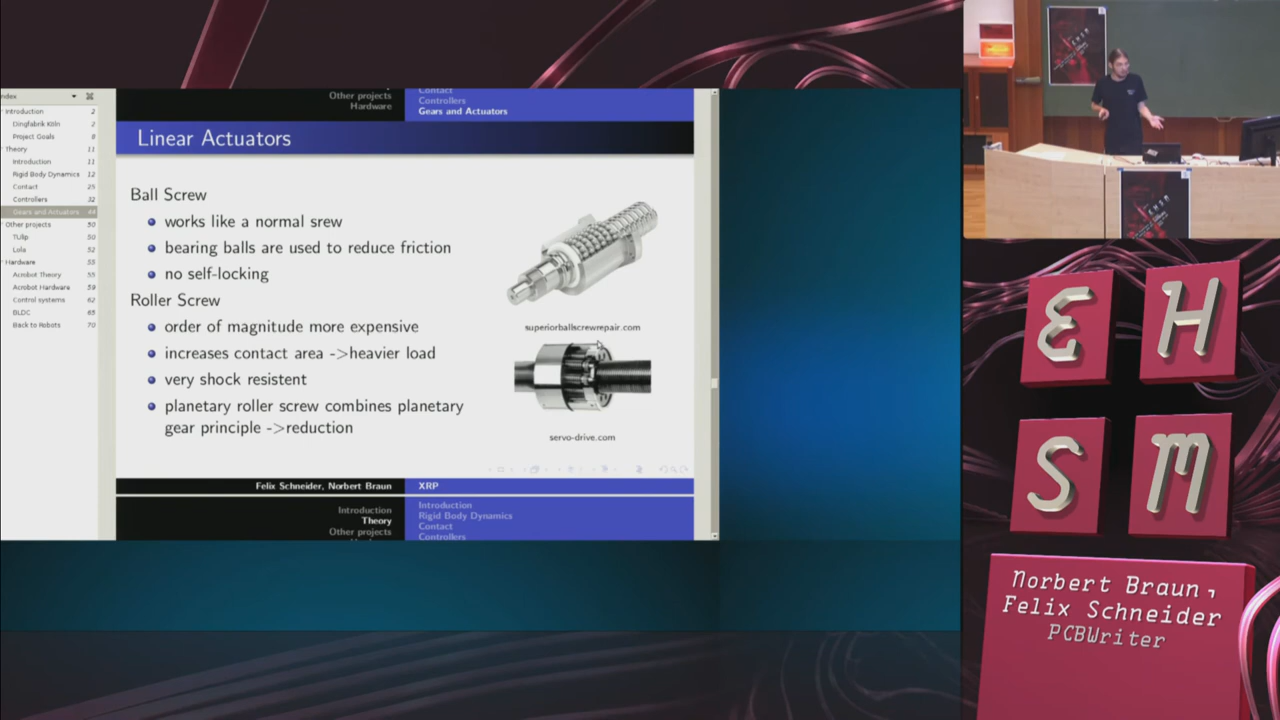 ndex
Introduction 2
Dingfabrik Köln 2
Project Goals 8
Theory 11
Introduction 11
Rigid Body Dynamics 12
Contact 25
Controllers 32
Gears and Actuators 44
Other projects 50
TUlip 50
Lola 52
Hardware 55
Acrobot Theory 55
Acrobot Hardware 59
Control systems 62
BLDC 65
Back to Robots 70
Other projects
Hardware
Contact
Controllers
Gears and Actuators
Linear Actuators
Ball Screw
works like a normal srew
bearing balls are used to reduce friction
no self-locking
Roller Screw
order of magnitude more expensive
increases contact area ->heavier load
very shock resistent
planetary roller screw combines planetary
gear principle ->reduction
superiorballscrewrepair.com
servo-drive.com
Felix Schneider, Norbert Braun XRP
Introduction
Theory
Other projects
Introduction
Rigid Body Dynamics
Contact
Controllers
EH
SM
Norbert Braun,
Felix Schneider
PCBWriter